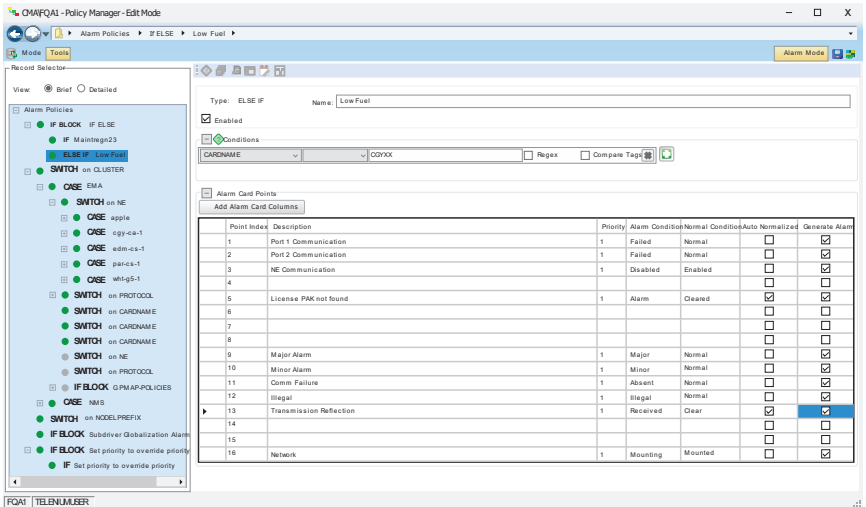 CMA\FQA1 - Policy Manager - Edit Mode
Alarm Policies IF ELSE Low Fuel
Mode Tools Alarm Mode
Record Selector
View: Brief Detailed
Alarm Policies
IF BLOCK IF ELSE
IF Maintregn23
ELSE IF Low Fuel
SWITCH on CLUSTER
CASE EMA
SWITCH on NE
CASE apple
CASE cgy-ca-1
CASE edm-cs-1
CASE par-cs-1
CASE wht-g5-1
SWITCH on PROTOCOL
SWITCH on CARDNAME
SWITCH on CARDNAME
SWITCH on CARDNAME
SWITCH on NE
SWITCH on PROTOCOL
IF BLOCK GPMAP-POLICIES
CASE NMS
SWITCH on NODELPREFIX
IF BLOCK Subdriver Globalization Alarm
IF BLOCK Set priority to override priority
IF Set priority to override priority
Type: ELSE IF Name: Low Fuel
Enabled
Conditions
CARDNAME CGYXX Regex Compare Tags
Alarm Card Points
Add Alarm Card Columns
Point Index Description Priority Alarm Condition Normal Condition Auto Normalized Generate Alarm
1 Port 1 Communication 1 Failed Normal
2 Port 2 Communication 1 Failed Normal
3 NE Communication 1 Disabled Enabled
4
5 License PAK not found 1 Alarm Cleared
6
7
8
9 Major Alarm 1 Major Normal
10 Minor Alarm 1 Minor Normal
11 Comm Failure 1 Absent Normal
12 Illegal 1 Illegal Normal
13 Transmission Reflection 1 Received Clear
14
15
16 Network 1 Mounting Mounted
FQA1 TELENIUMUSER